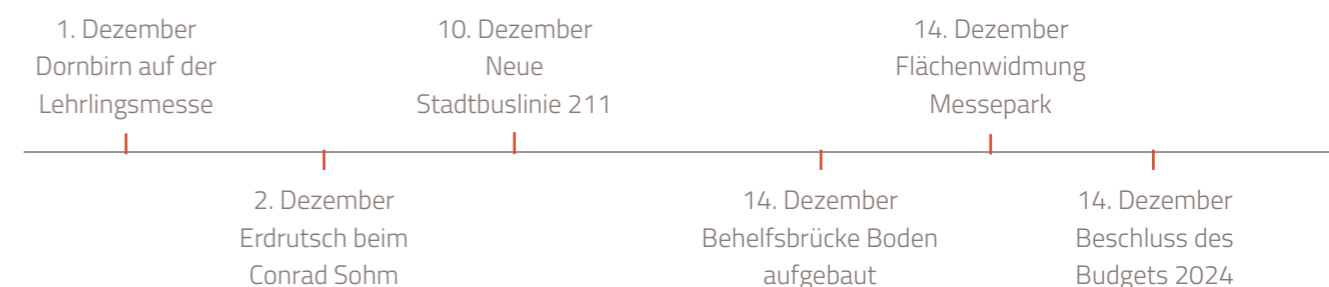 1. Dezember
Dornbirn auf der
Lehrlingsmesse
2. Dezember
Erdrutsch beim
Conrad Sohm
10. Dezember
Neue
Stadtbuslinie 211
14. Dezember
Behelfsbrücke Boden
aufgebaut
14. Dezember
Flächenwidmung
Messepark
14. Dezember
Beschluss des
Budgets 2024